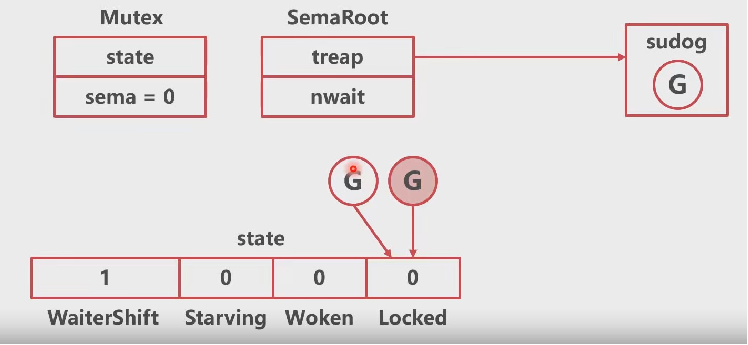 Mutex
state
sema = 0
SemaRoot
treap
nwait
sudog
G
G
G
state
1
0
0
0
WaiterShift
Starving
Woken
Locked